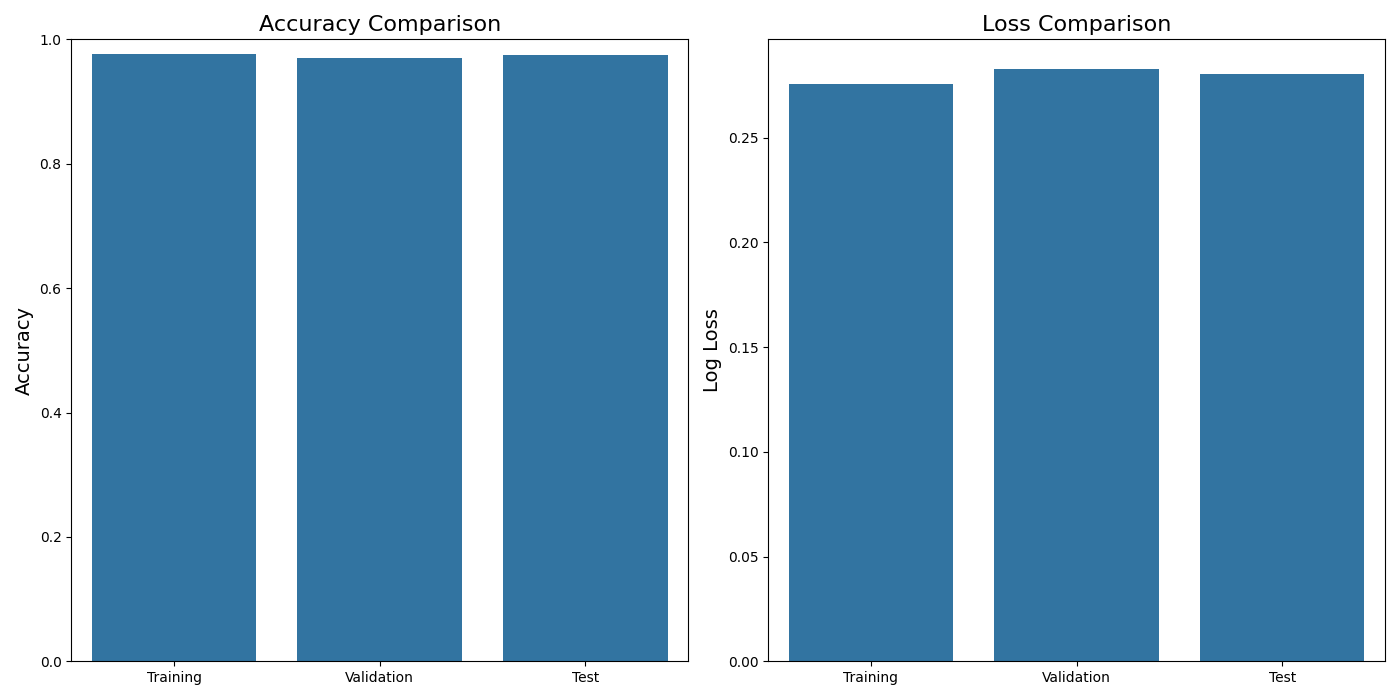 Accuracy Comparison
Accuracy
1.0
0.8
0.6
0.4
0.2
0.0
Training
Validation
Test
Loss Comparison
Log Loss
0.25
0.20
0.15
0.10
0.05
0.00
Training
Validation
Test